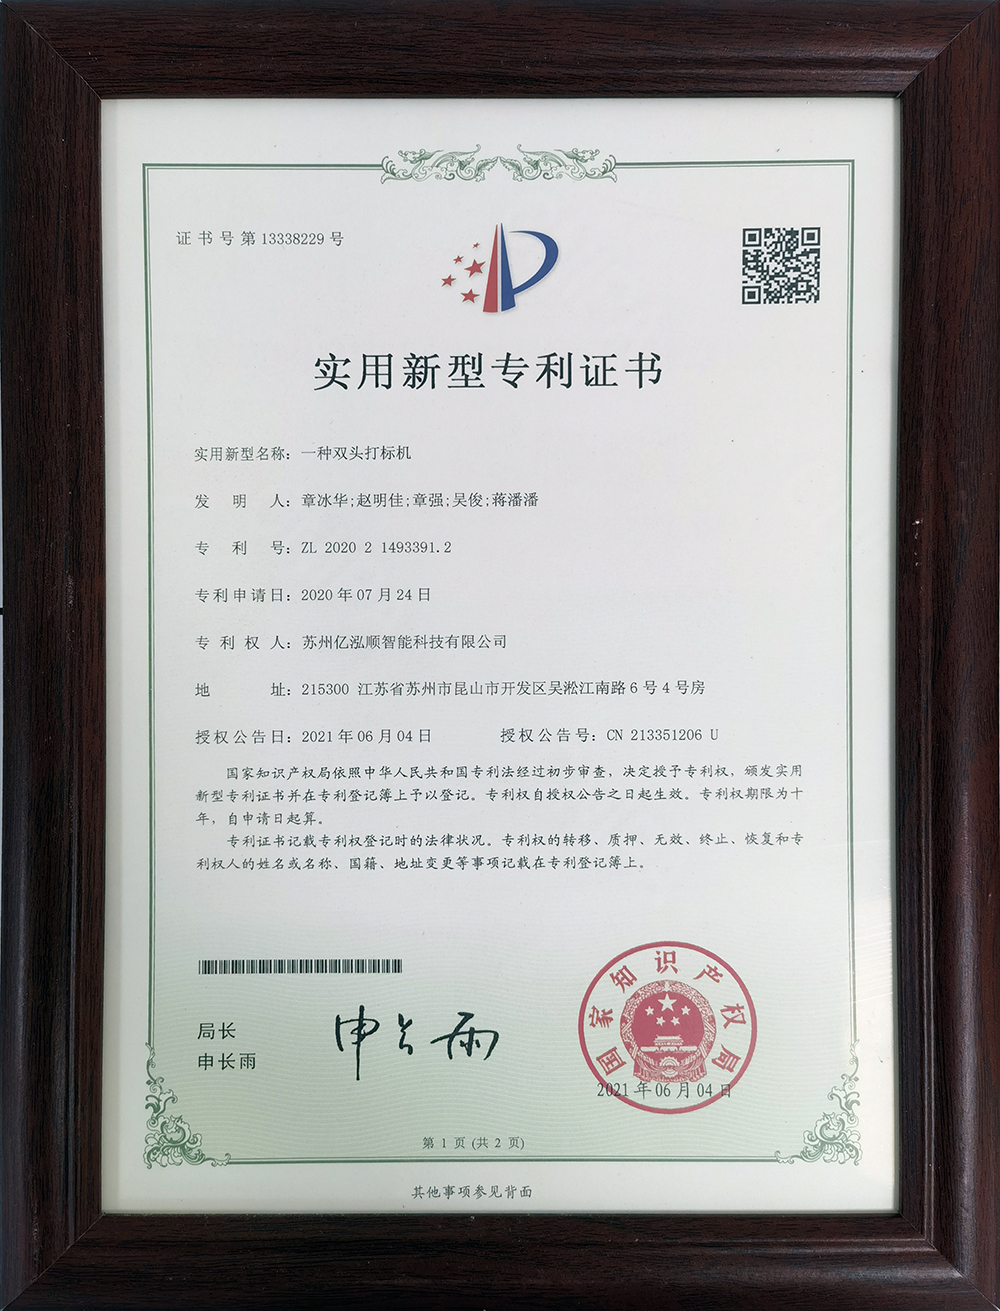 证书号第13338229号
实用新型专利证书
实用新型名称：一种双头打标机
发明人：章冰华;赵明佳;章强;吴俊;蒋潘潘
专利号：ZL 2020 2 1493391.2
专利申请日：2020年07月24日
专利权人：苏州亿泓顺智能科技有限公司
地址：215300 江苏省苏州市昆山市开发区吴淞江南路6号4号房
授权公告日：2021年06月04日 授权公告号：CN 213351206 U
国家知识产权局依照中华人民共和国专利法经过初步审查，决定授予专利权，颁发实用
新型专利证书并在专利登记簿上予以登记。专利权自授权公告之日起生效。专利权期限为十
年，自申请日起算。
专利证书记载专利权登记时的法律状况。专利权的转移、质押、无效、终止、恢复和专
利权人的姓名或名称、国籍、地址变更等事项记载在专利登记簿上。
局长
申长雨
申长雨
国家知识产权局
2021年06月04日
第1页(共2页)
其他事项参见背面